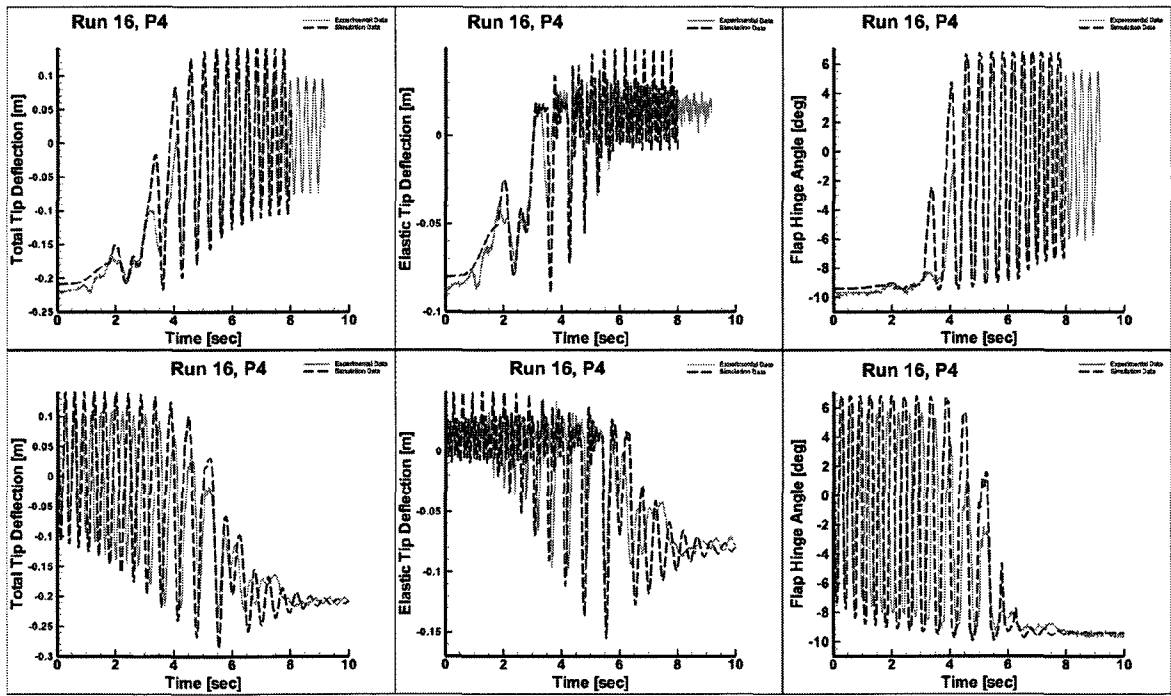 Run 16, P4
Experimental Data
Simulation Data
Total Tip Deflection [m]
0.1
0.05
0
-0.05
-0.1
-0.15
-0.2
-0.25
0 2 4 6 8 10
Time [sec]
Run 16, P4
Experimental Data
Simulation Data
Elastic Tip Deflection [m]
0
-0.05
-0.1
0 2 4 6 8 10
Time [sec]
Run 16, P4
Experimental Data
Simulation Data
Flap Hinge Angle [deg]
6
4
2
0
-2
-4
-6
-8
-10
0 2 4 6 8 10
Time [sec]
Run 16, P4
Experimental Data
Simulation Data
Total Tip Deflection [m]
0.1
0.05
0
-0.05
-0.1
-0.15
-0.2
-0.25
-0.3
0 2 4 6 8 10
Time [sec]
Run 16, P4
Experimental Data
Simulation Data
Elastic Tip Deflection [m]
0
-0.05
-0.1
-0.15
0 2 4 6 8 10
Time [sec]
Run 16, P4
Experimental Data
Simulation Data
Flap Hinge Angle [deg]
6
4
2
0
-2
-4
-6
-8
-10
0 2 4 6 8 10
Time [sec]